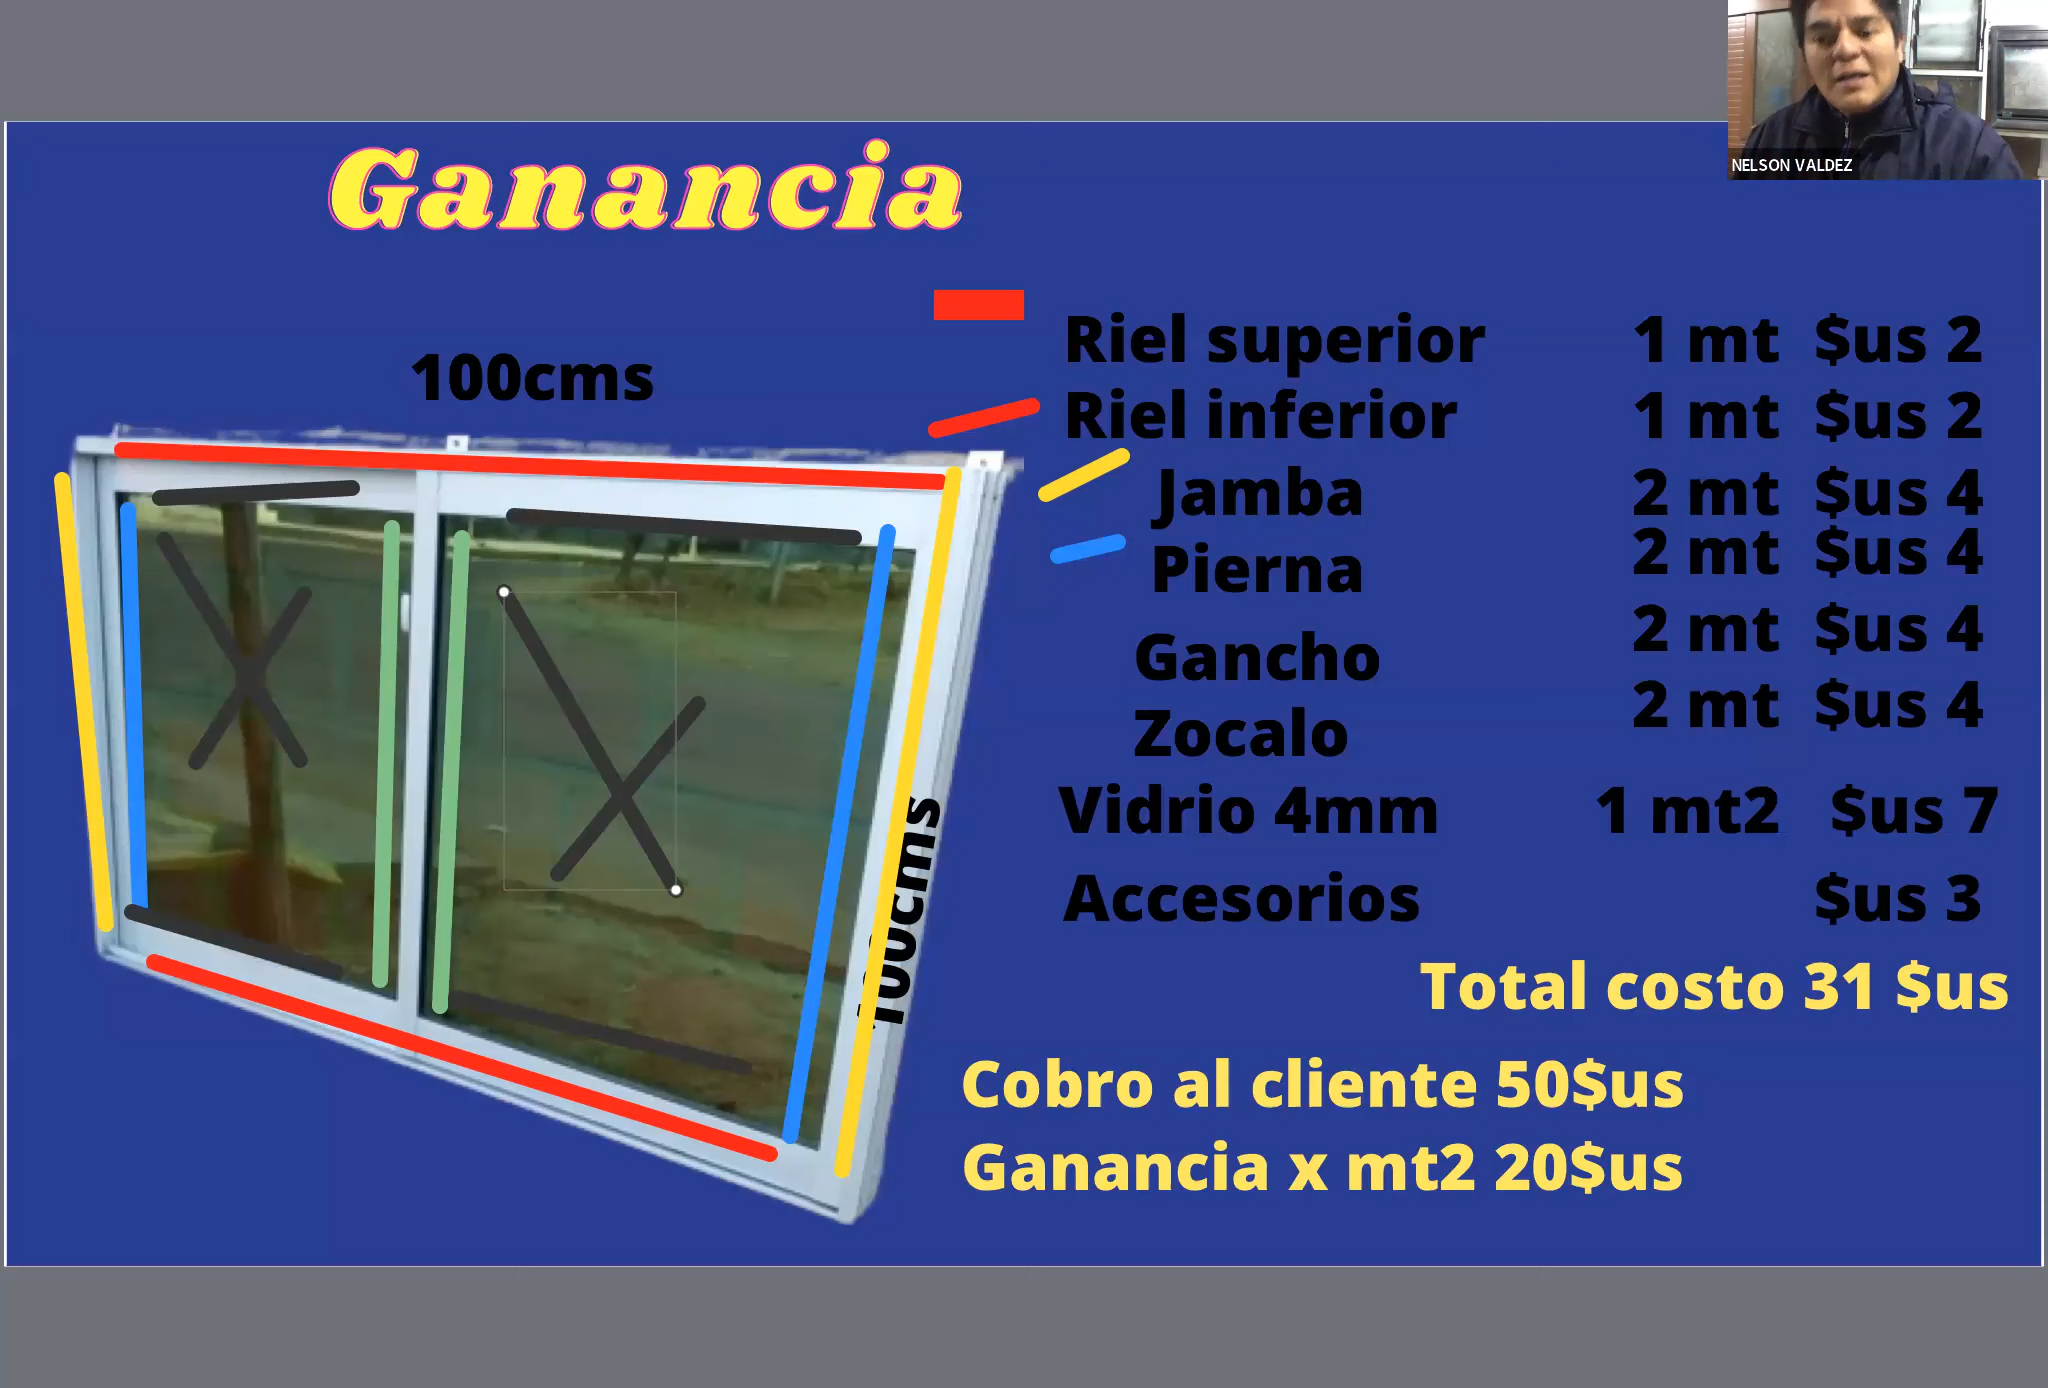 NELSON VALDEZ
Ganancia
100cms
100cms
Riel superior 1 mt $us 2
Riel inferior 1 mt $us 2
Jamba 2 mt $us 4
Pierna 2 mt $us 4
Gancho 2 mt $us 4
Zocalo 2 mt $us 4
Vidrio 4mm 1 mt2 $us 7
Accesorios $us 3
Total costo 31 $us
Cobro al cliente 50$us
Ganancia x mt2 20$us